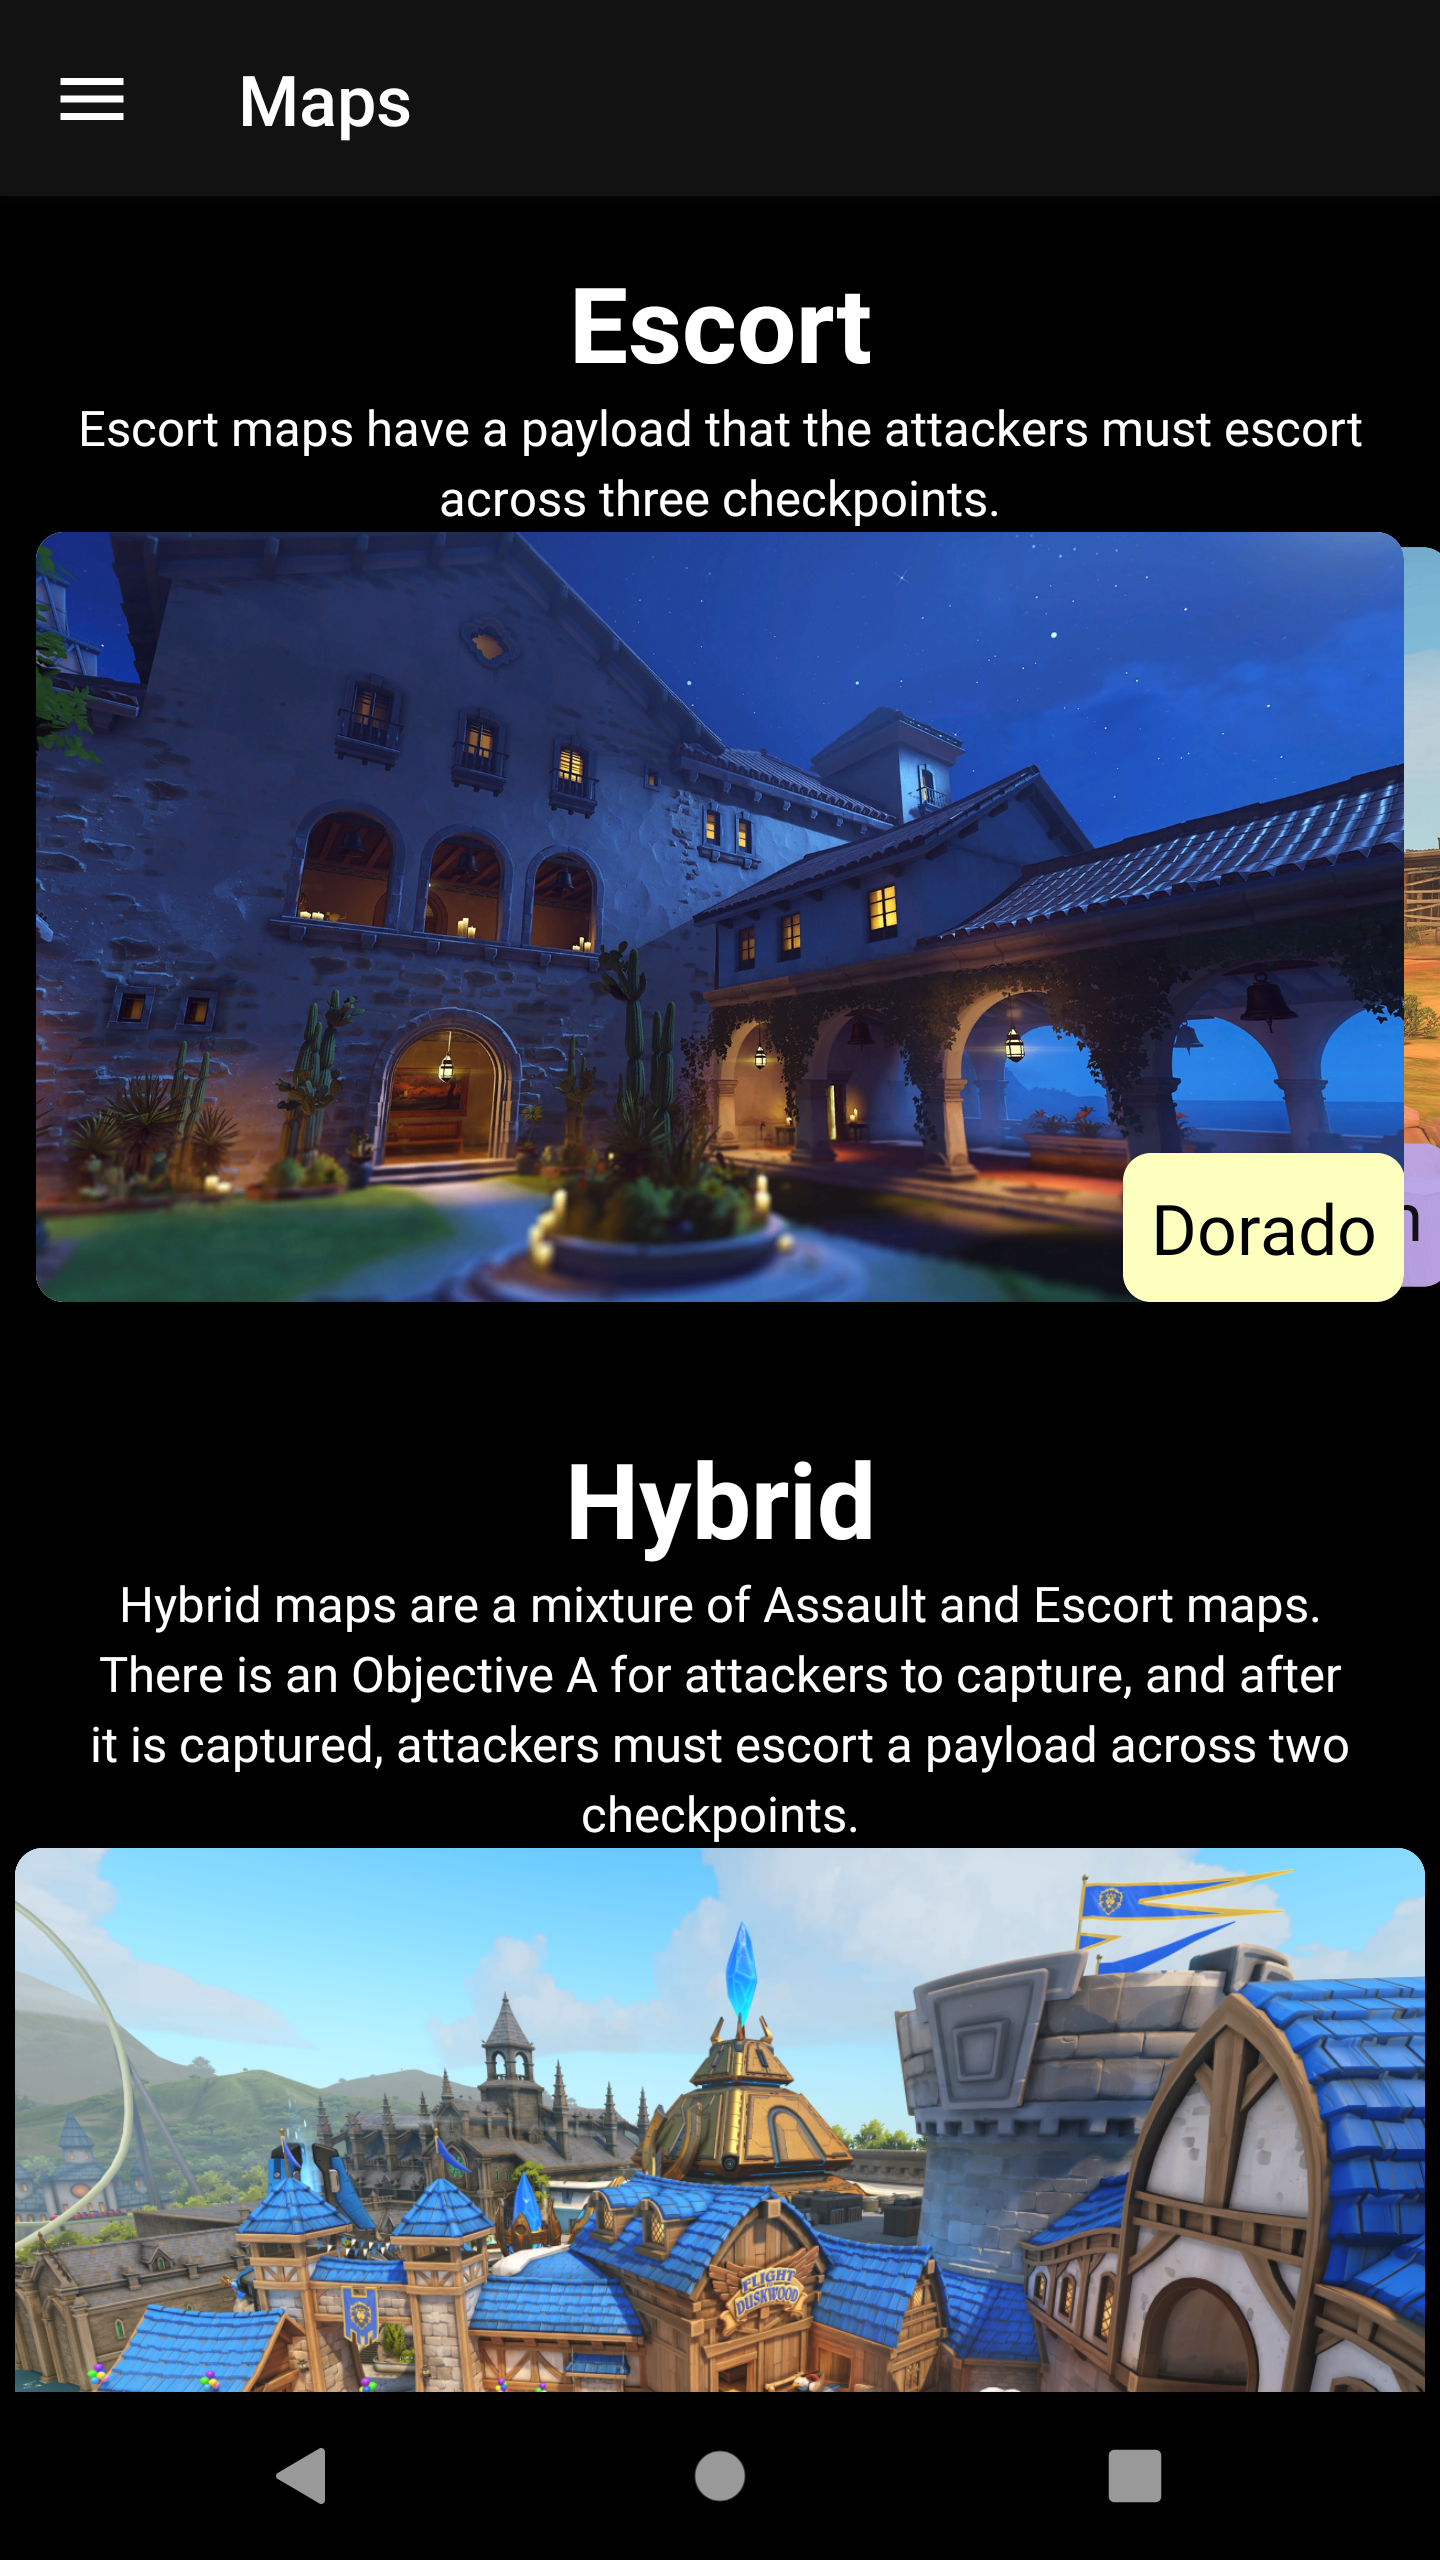 Maps
Escort
Escort maps have a payload that the attackers must escort
across three checkpoints.
Dorado
n
Hybrid
Hybrid maps are a mixture of Assault and Escort maps.
There is an Objective A for attackers to capture, and after
it is captured, attackers must escort a payload across two
checkpoints.
FLIGHT
DUSKWOOD